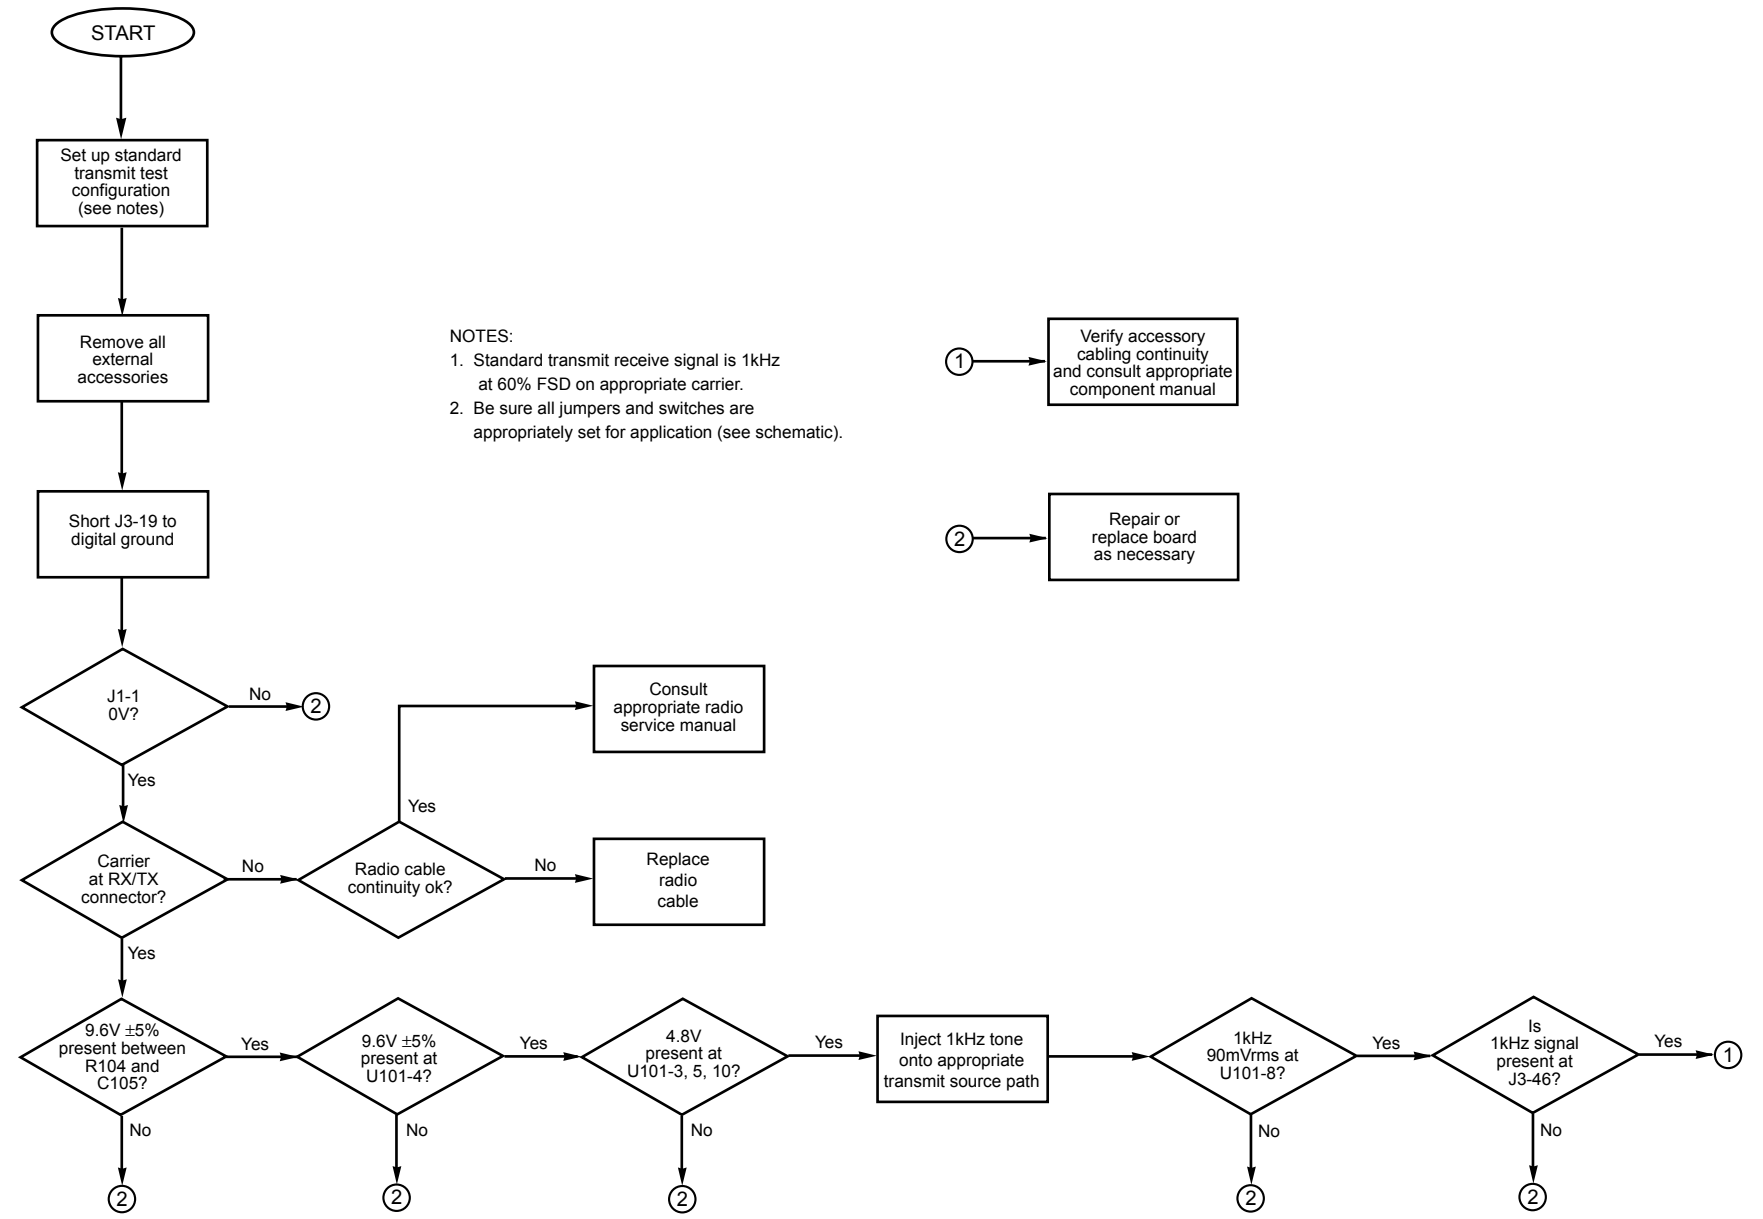 START
Set up standard
transmit test
configuration
(see notes)
Remove all
external
accessories
Short J3-19 to
digital ground
NOTES:
1. Standard transmit receive signal is 1kHz
at 60% FSD on appropriate carrier.
2. Be sure all jumpers and switches are
appropriately set for application (see schematic).
1
Verify accessory
cabling continuity
and consult appropriate
component manual
2
Repair or
replace board
as necessary
J1-1
0V?
No
2
Yes
Consult
appropriate radio
service manual
Yes
Carrier
at RX/TX
connector?
No
Radio cable
continuity ok?
No
Replace
radio
cable
Yes
9.6V ±5%
present between
R104 and
C105?
Yes
9.6V ±5%
present at
U101-4?
Yes
4.8V
present at
U101-3, 5, 10?
Yes
Inject 1kHz tone
onto appropriate
transmit source path
1kHz
90mVrms at
U101-8?
Yes
Is
1kHz signal
present at
J3-46?
Yes
1
No
No
No
No
No
2
2
2
2
2